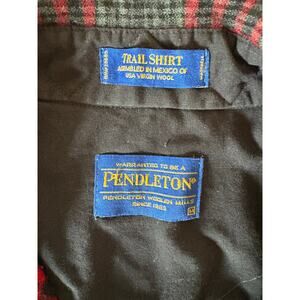 TRAIL SHIRT
ASSEMBLED IN MEXICO OF
USA VIRGIN WOOL
WARRANTED TO BE A
PENDLETON®
PENDLETON WOOLEN MILLS
SINCE 1863
M